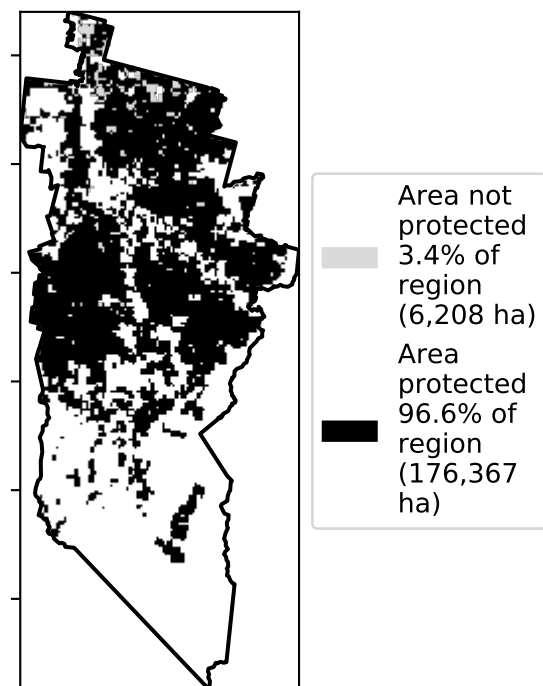 Area not
protected
3.4% of
region
(6,208 ha)
Area
protected
96.6% of
region
(176,367
ha)